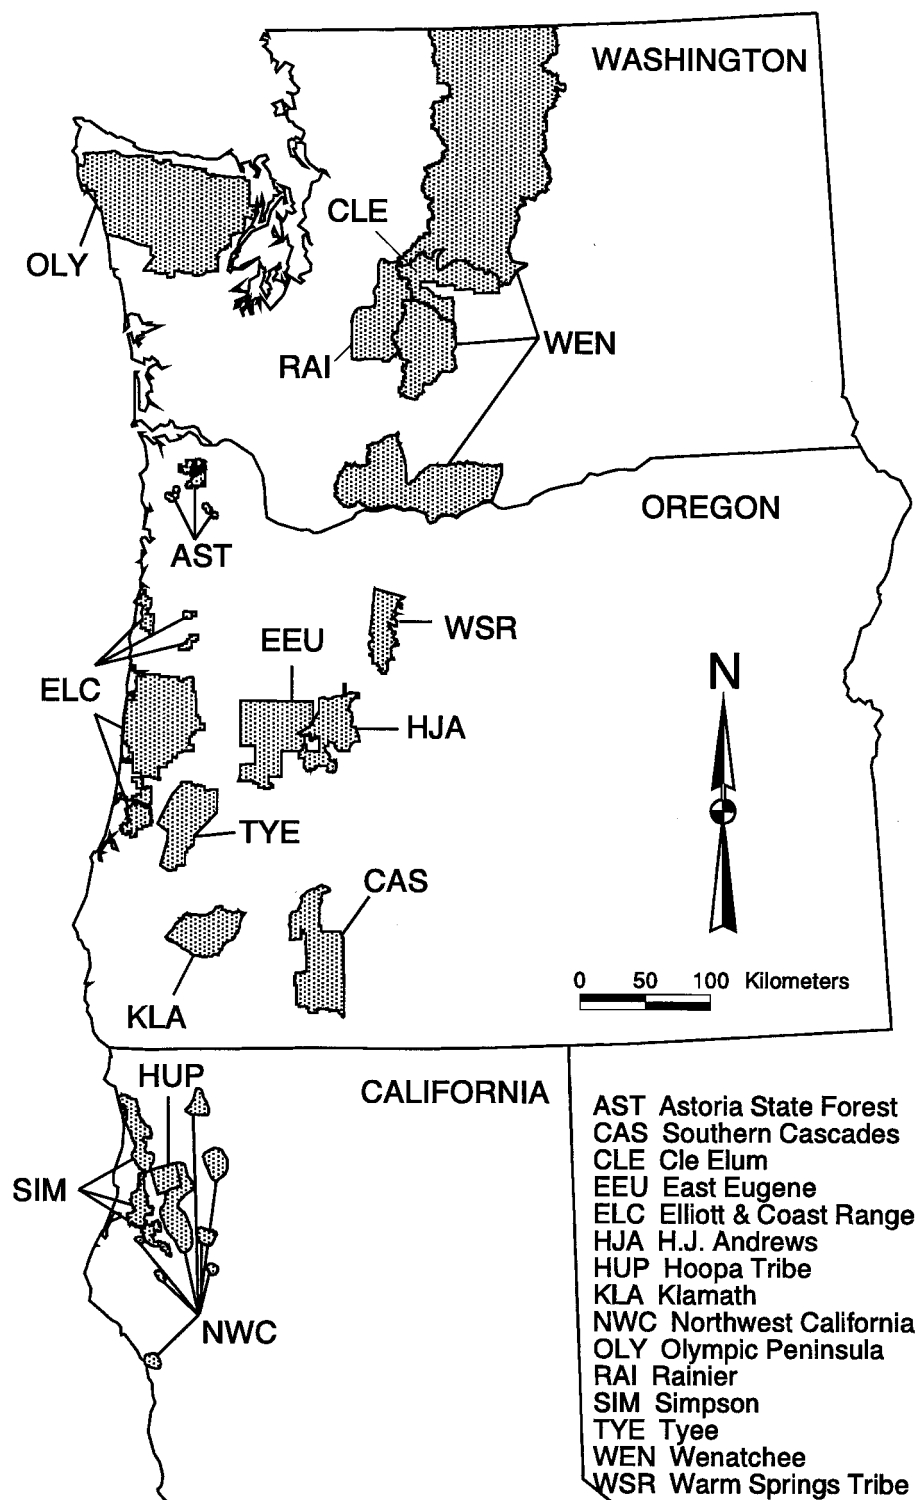 WASHINGTON
CLE
OLY
RAI
WEN
OREGON
AST
WSR
EEU
ELC
HJA
N
TYE
CAS
0 50 100 Kilometers
KLA
HUP
CALIFORNIA
SIM
NWC
AST Astoria State Forest
CAS Southern Cascades
CLE Cle Elum
EEU East Eugene
ELC Elliott & Coast Range
HJA H.J. Andrews
HUP Hoopa Tribe
KLA Klamath
NWC Northwest California
OLY Olympic Peninsula
RAI Rainier
SIM Simpson
TYE Tyee
WEN Wenatchee
WSR Warm Springs Tribe